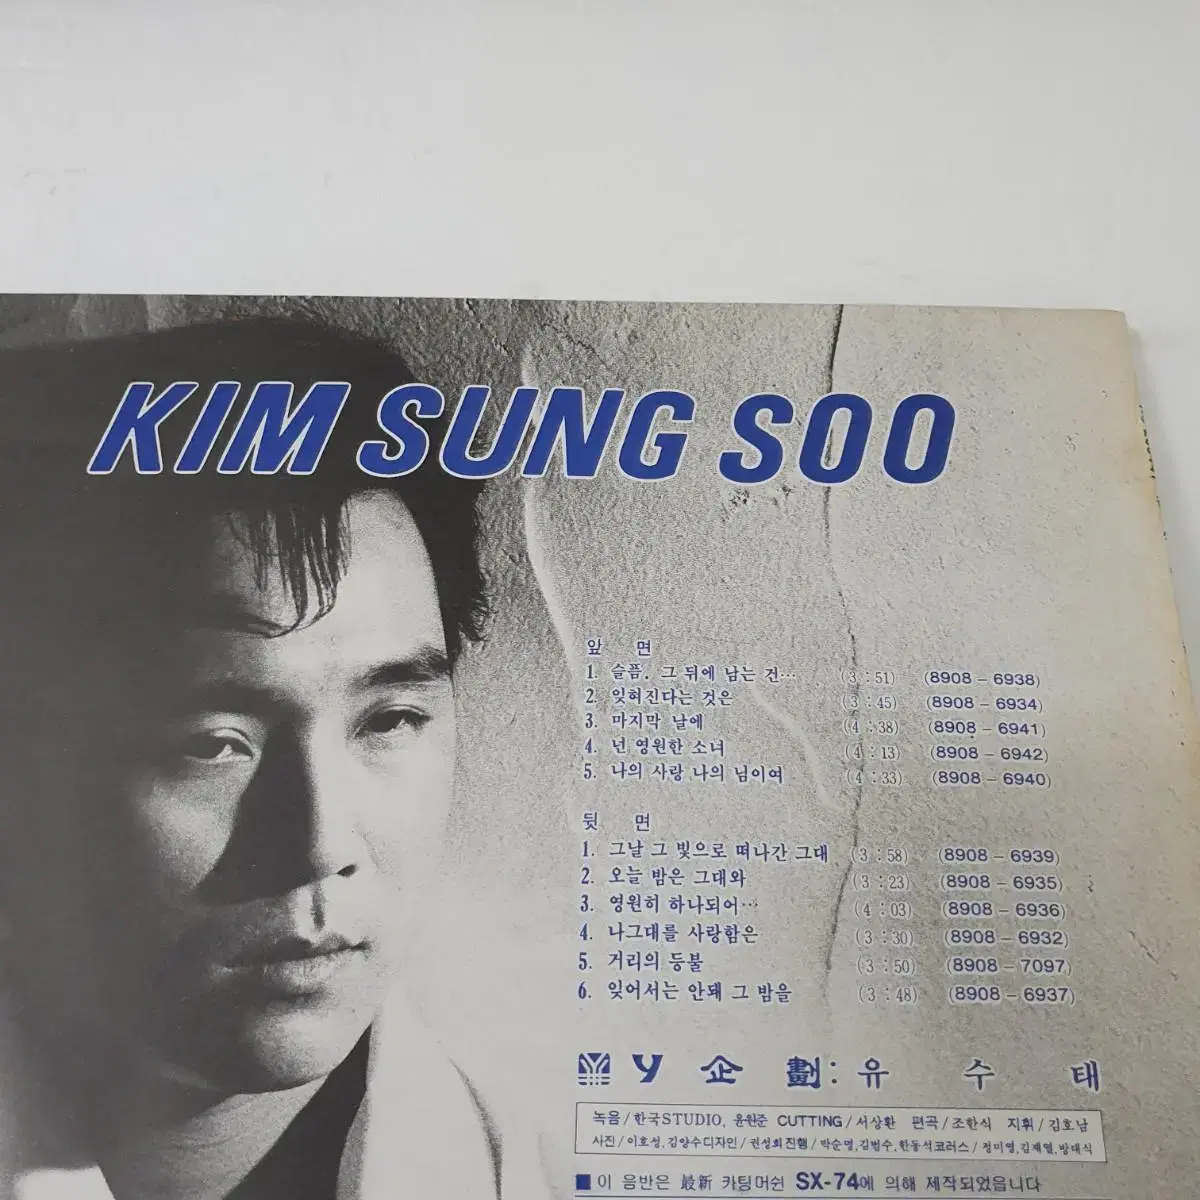 KIM SUNG SOO
앞 면
1. 슬픔. 그 뒤에 남는 건… (3:51) (8908-6938)
2. 잊혀진다는 것은 (3:45) (8908-6934)
3. 마지막 날에 (4:38) (8908-6941)
4. 넌 영원한 소녀 (4:13) (8908-6942)
5. 나의 사랑 나의 님이여 (4:33) (8908-6940)
뒷 면
1. 그날 그 빛으로 떠나간 그대 (3:58) (8908-6939)
2. 오늘 밤은 그대와 (3:23) (8908-6935)
3. 영원히 하나되어… (4:03) (8908-6936)
4. 나그대를 사랑함은 (3:30) (8908-6932)
5. 거리의 등불 (3:50) (8908-7097)
6. 잊어서는 안돼 그 밤을 (3:48) (8908-6937)
y 企劃: 유 수 태
녹음/한국STUDIO, 윤원준 CUTTING/서상환 편곡/조한식 지휘/김호남
사진/이호성,김양수디자인/권성희진행/박순명,김범수,한동석코러스/정미영,김재열,방대식
■ 이 음반은 最新 카팅머쉰 SX-74에 의해 제작되었읍니다